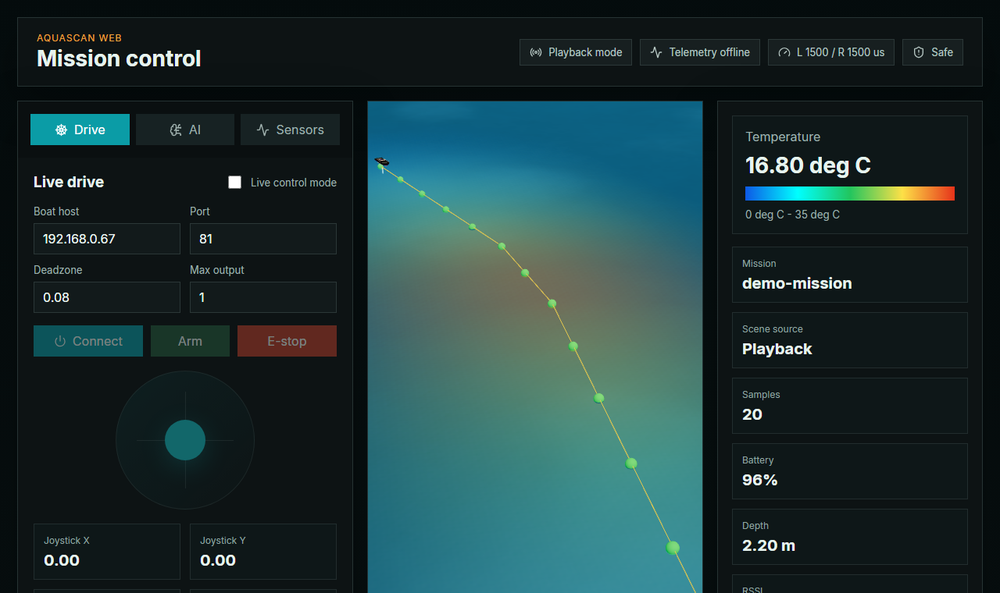 AQUASCAN WEB
Mission control
Playback mode
Telemetry offline
L 1500 / R 1500 us
Safe
Drive
AI
Sensors
Live drive
Live control mode
Boat host
Port
192.168.0.67
81
Deadzone
Max output
0.08
1
Connect
Arm
E-stop
Joystick X
Joystick Y
0.00
0.00
Temperature
16.80 deg C
0 deg C - 35 deg C
Mission
demo-mission
Scene source
Playback
Samples
20
Battery
96%
Depth
2.20 m
RSSI